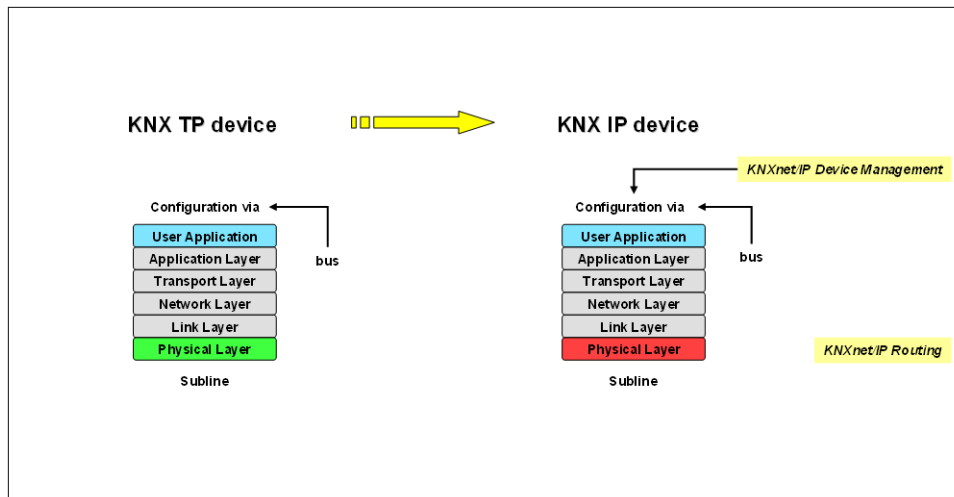 KNX TP device
KNX IP device
KNXnet/IP Device Management
Configuration via
bus
User Application
Application Layer
Transport Layer
Network Layer
Link Layer
Physical Layer
Subline
Configuration via
bus
User Application
Application Layer
Transport Layer
Network Layer
Link Layer
Physical Layer
KNXnet/IP Routing
Subline